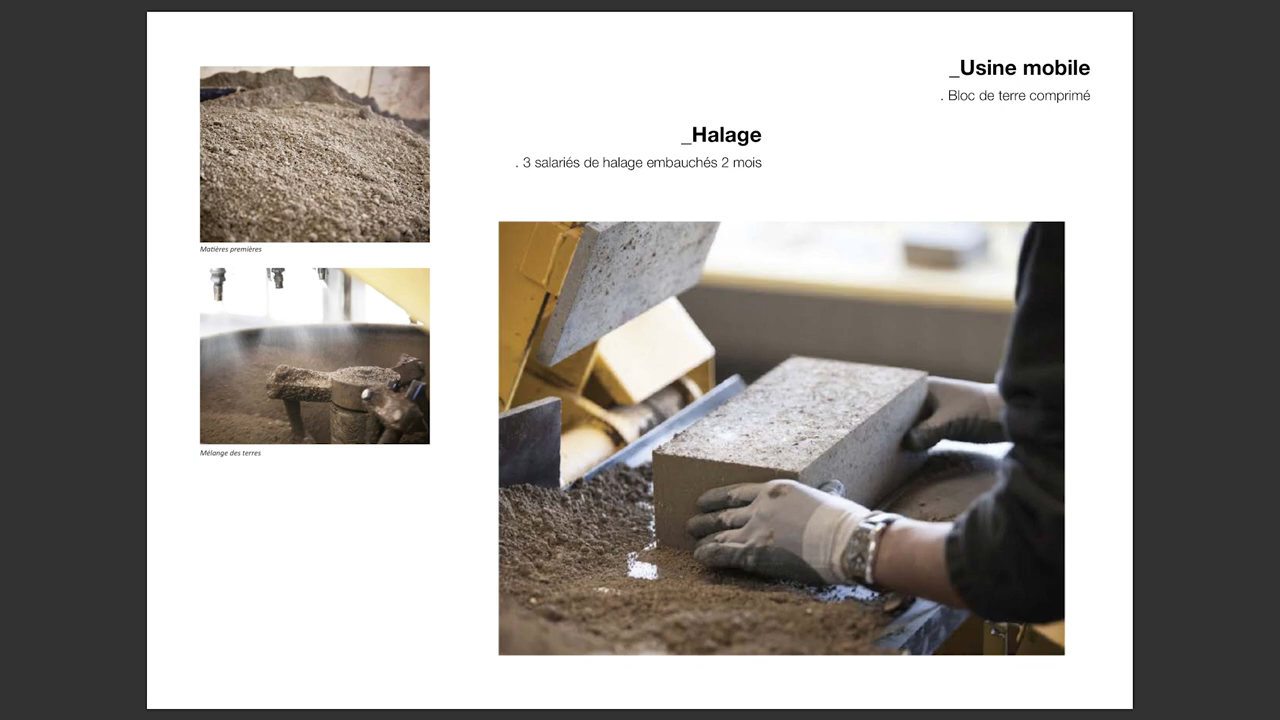 _Usine mobile
. Bloc de terre comprimé
_Halage
. 3 salariés de halage embauchés 2 mois
Matières premières
Mélange des terres